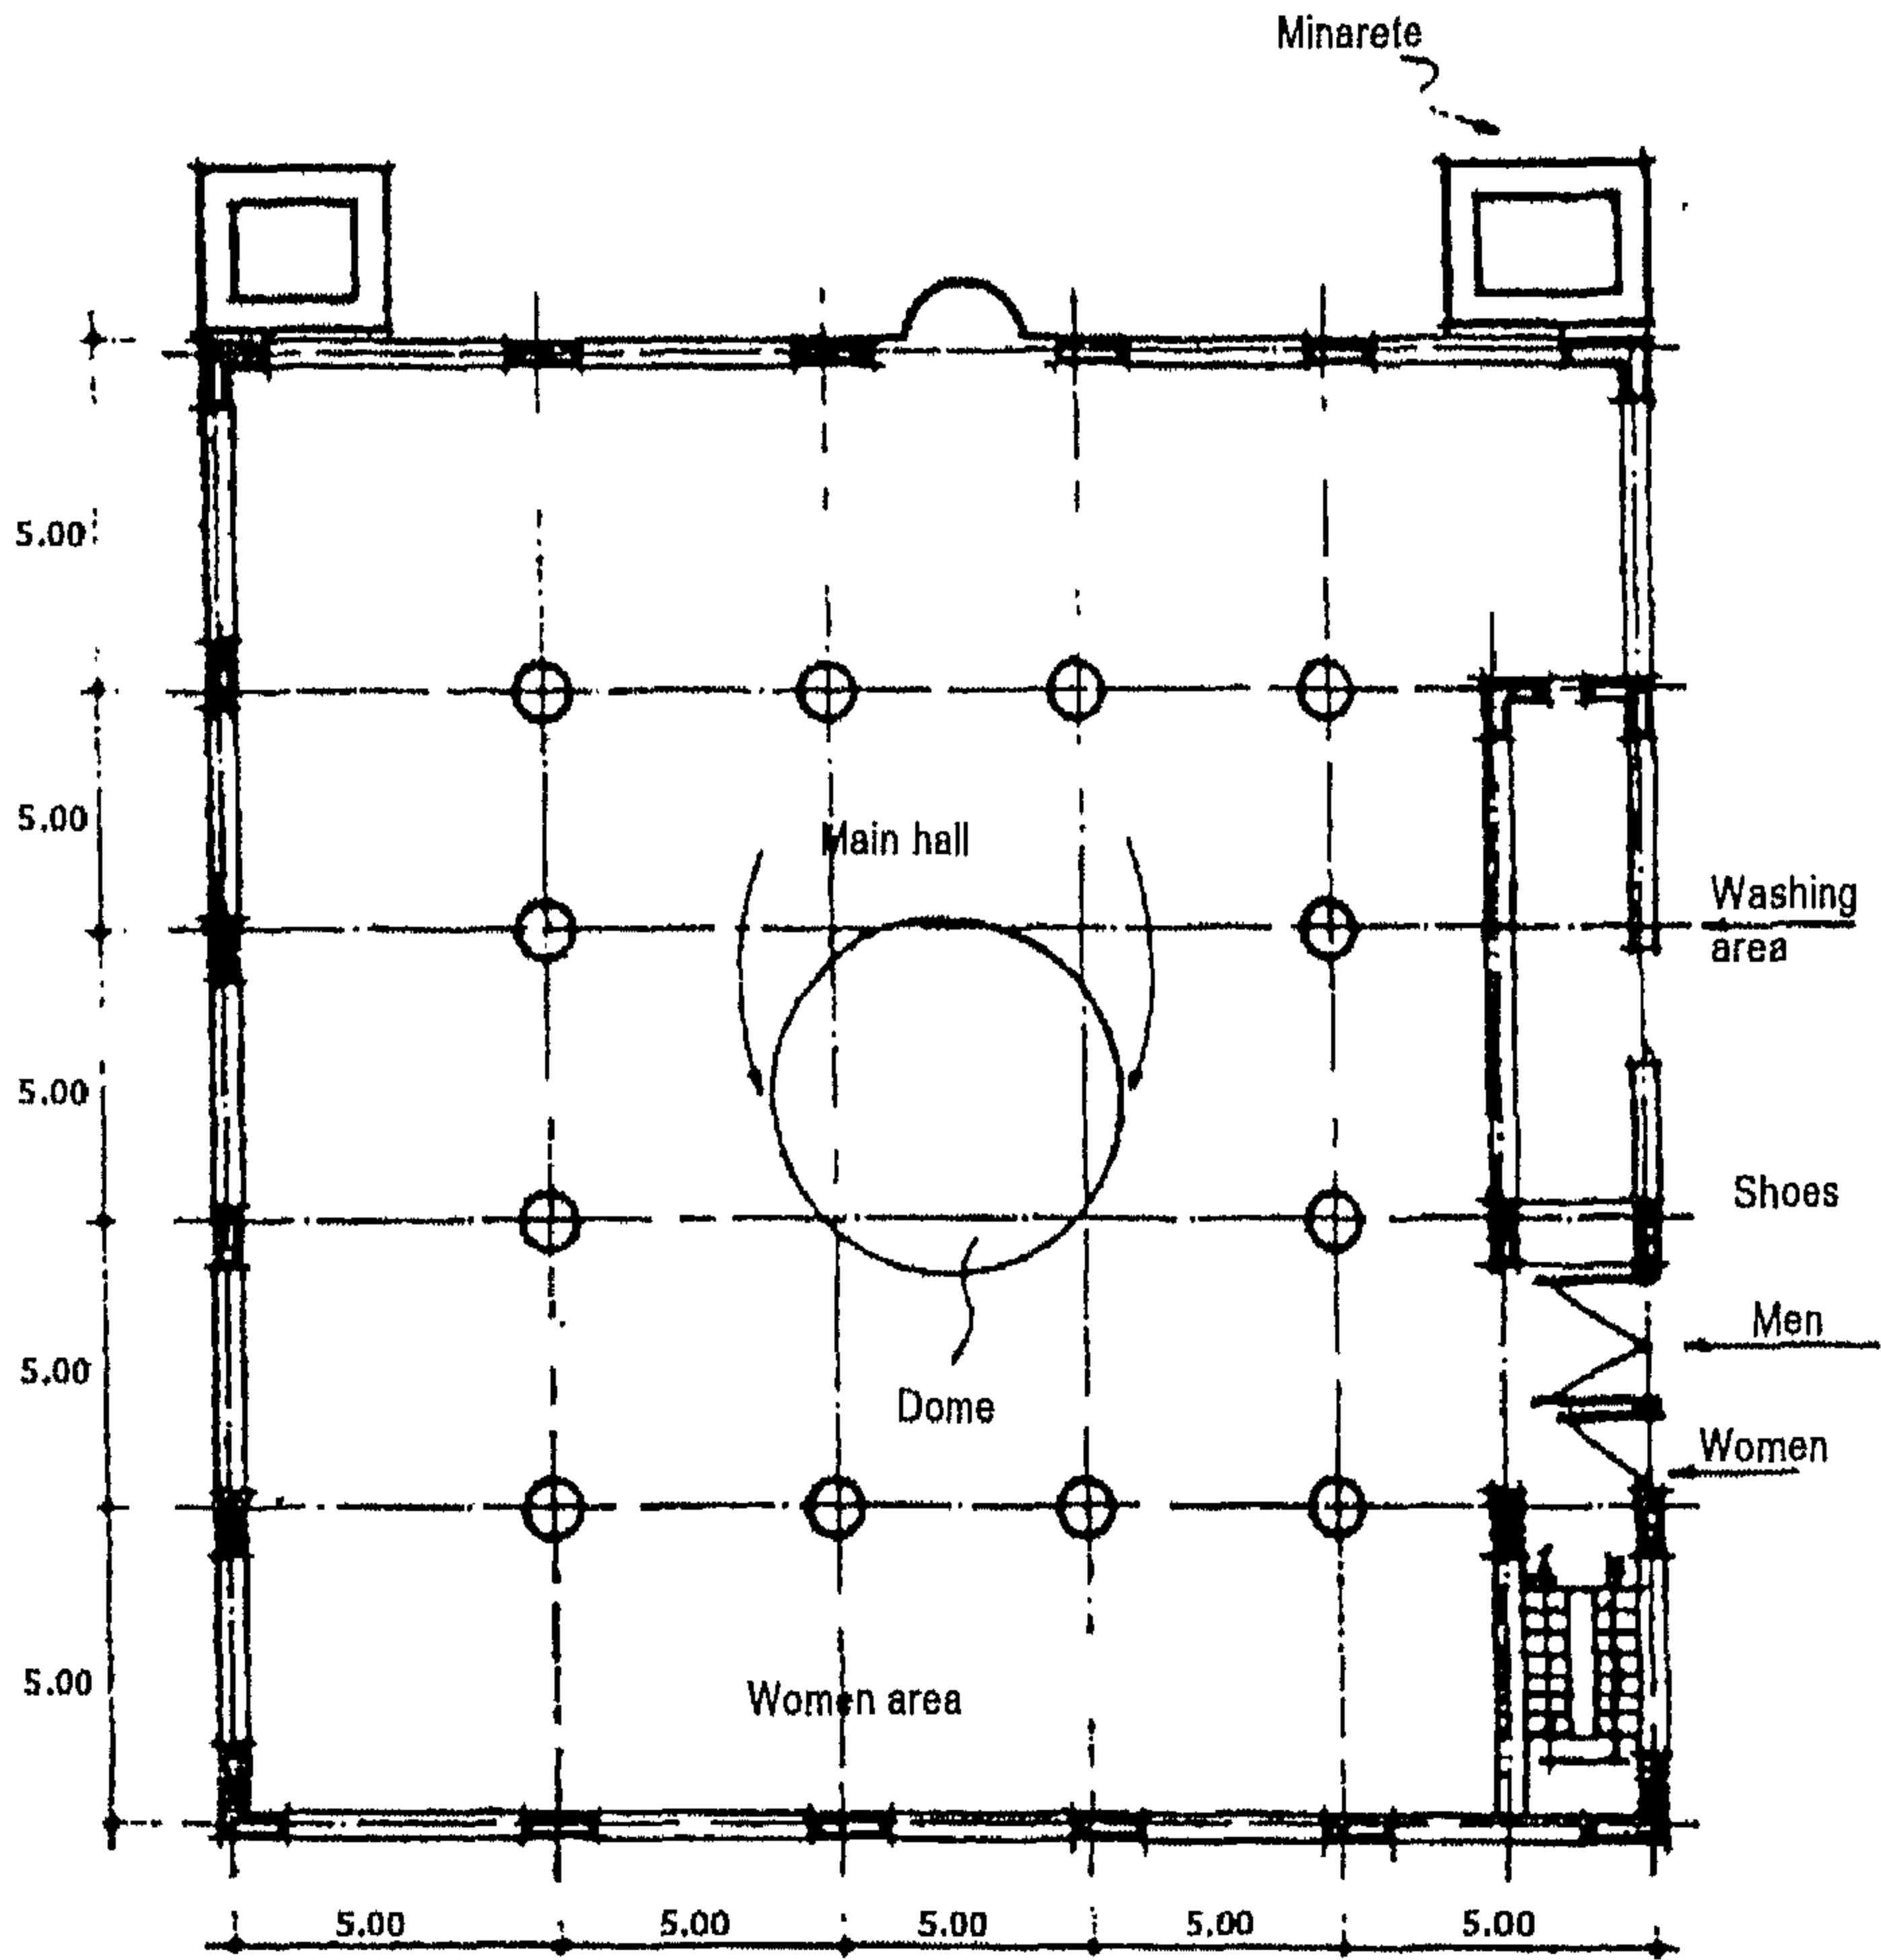 Minarete
5.00
5.00
Main hall
Washing
area
5.00
Shoes
5.00
Men
Dome
Women
5.00
Women area
5.00 5.00 5.00 5.00 5.00